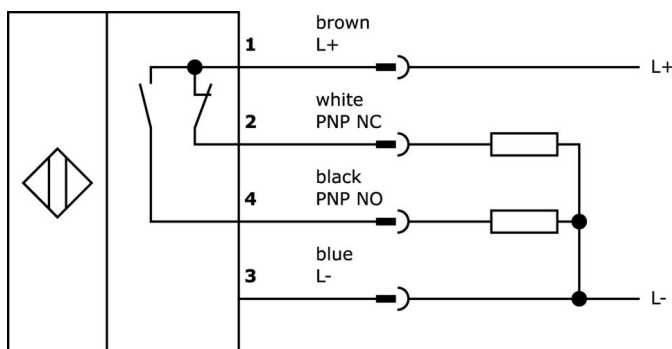 brown
1 L+ L+
white
2 PNP NC
black
4 PNP NO
blue
3 L- L-